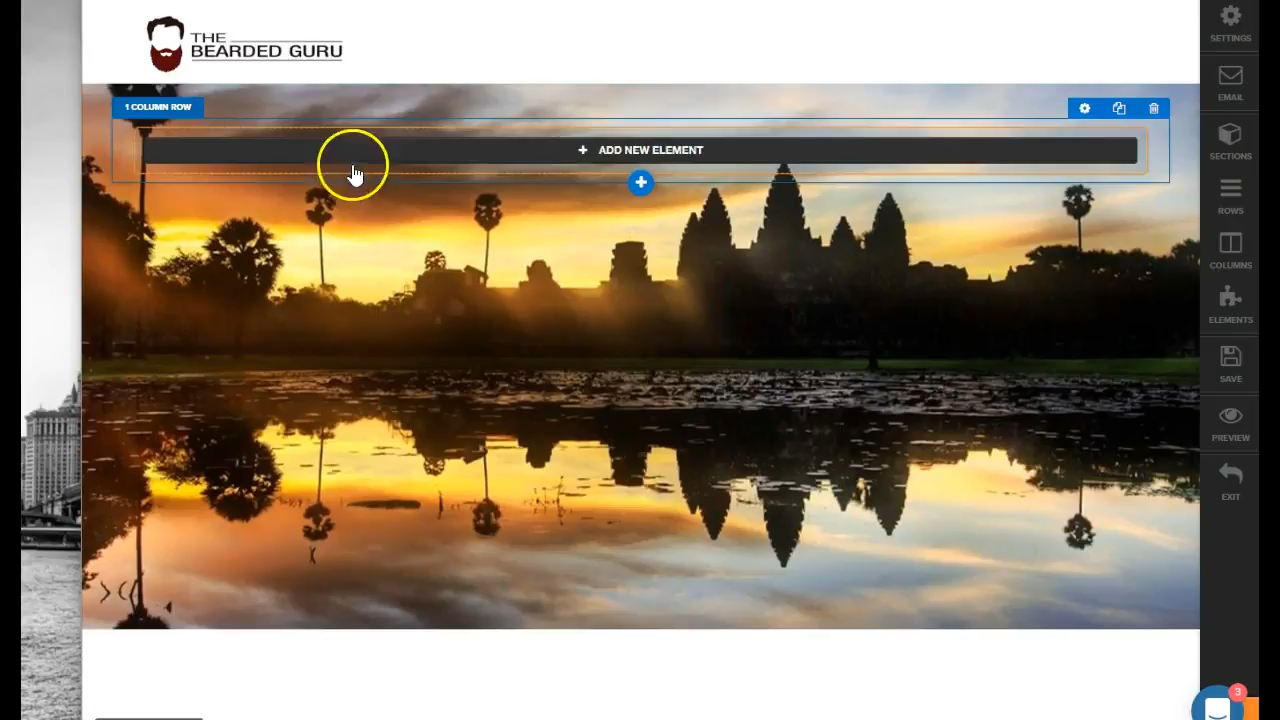 THE
BEARDED GURU
1 COLUMN ROW
+ ADD NEW ELEMENT
SETTINGS
EMAIL
SECTIONS
ROWS
COLUMNS
ELEMENTS
SAVE
PREVIEW
EXIT
3